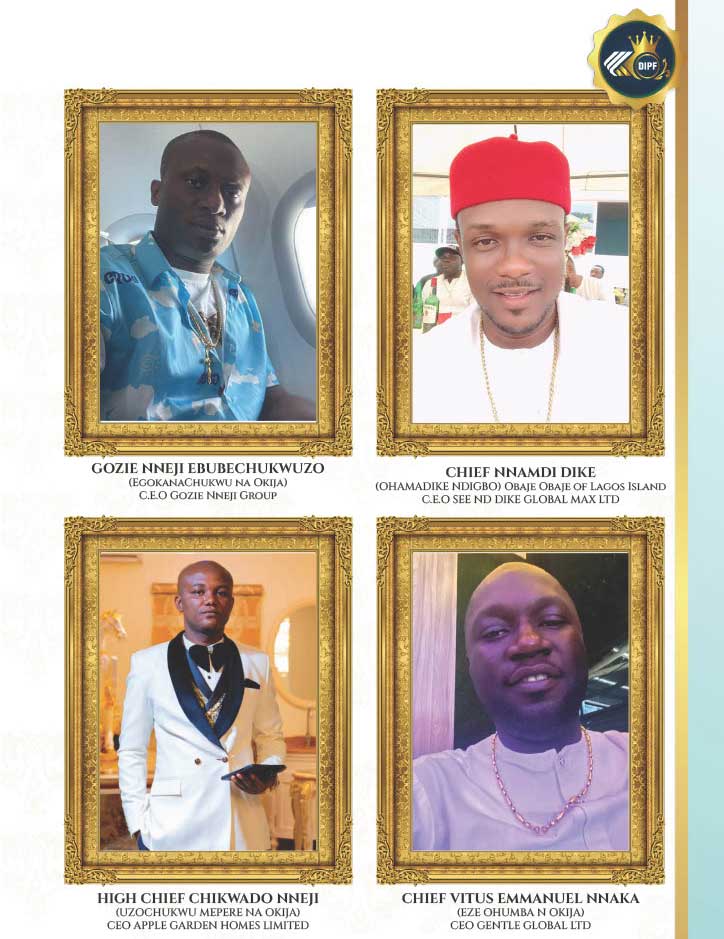 DIPF
GOZIE NNEJI EBUBECHUKWUZO
(EGOKANACHUKWU NA OKIJA)
C.E.O GOZIE NNEJI GROUP
CHIEF NNAMDI DIKE
(OHAMADIKE NDIGBO) OBAJE OBAJE OF LAGOS ISLAND
C.E.O SEE ND DIKE GLOBAL MAX LTD
HIGH CHIEF CHIKWADO NNEJI
(UZOCHUKWU MEPERE NA OKIJA)
CEO APPLE GARDEN HOMES LIMITED
CHIEF VITUS EMMANUEL NNAKA
(EZE OHUMBA N OKIJA)
CEO GENTLE GLOBAL LTD